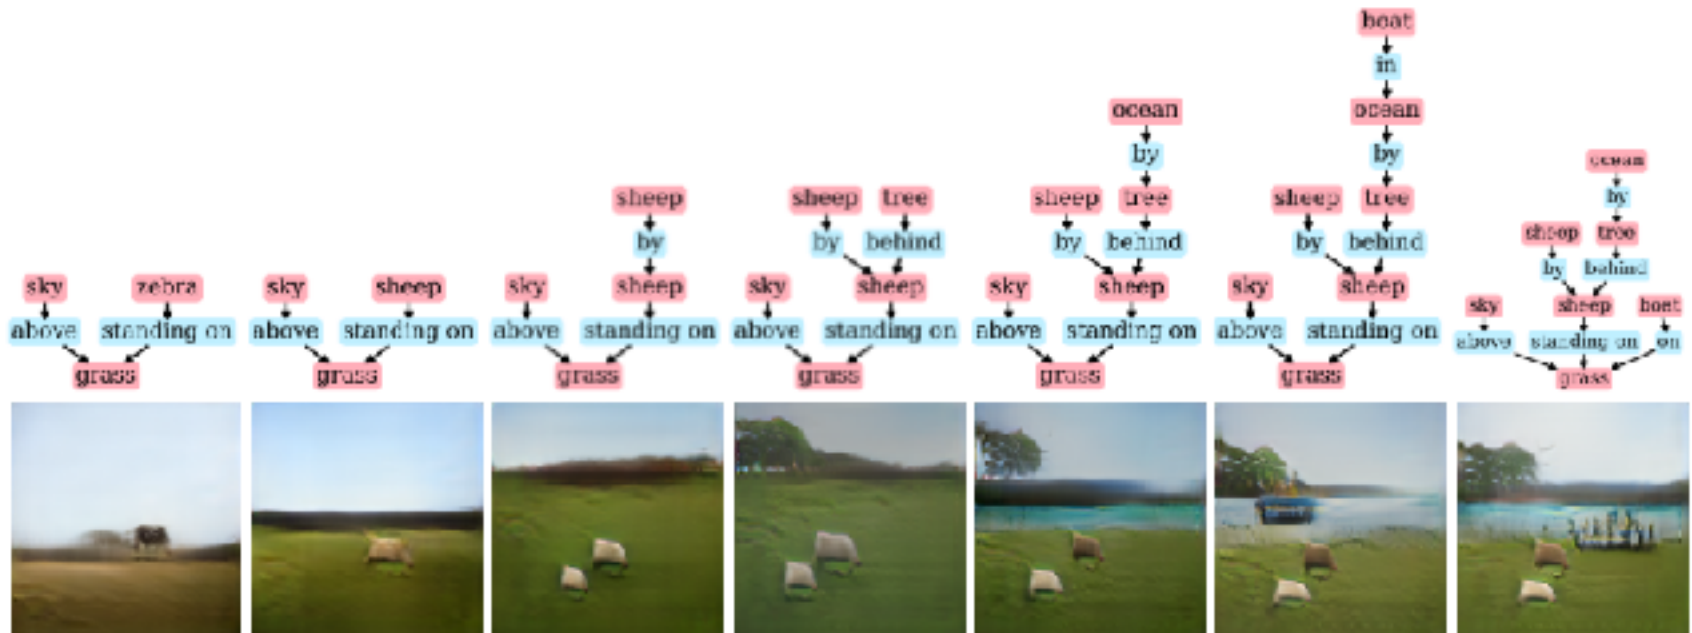 sky zebra
above standing on
grass
sky sheep
above standing on
grass
sheep
by
sky sheep
above standing on
grass
sheep tree
by behind
sky sheep
above standing on
grass
ocean
by
sheep tree
by behind
sky sheep
above standing on
grass
boat
in
ocean
by
sheep tree
by behind
sky sheep
above standing on
grass
ocean
by
sheep tree
by behind
sky sheep boat
above standing on on
grass